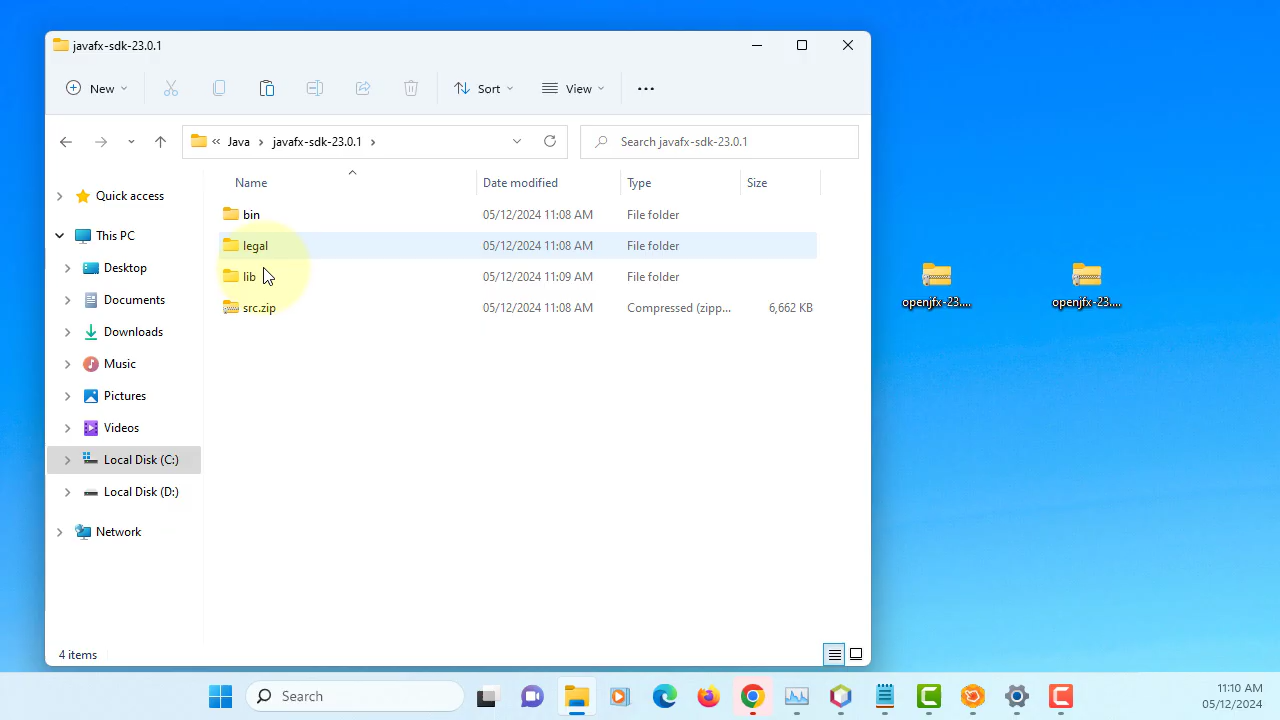 javafx-sdk-23.0.1
New
Sort
View
Java
javafx-sdk-23.0.1
Search javafx-sdk-23.0.1
Name
Date modified
Type
Size
Quick access
This PC
Desktop
Documents
Downloads
Music
Pictures
Videos
Local Disk (C:)
Local Disk (D:)
Network
bin 05/12/2024 11:08 AM File folder
legal 05/12/2024 11:08 AM File folder
lib 05/12/2024 11:09 AM File folder
src.zip 05/12/2024 11:08 AM Compressed (zipp... 6,662 KB
4 items
openjfx-23....
openjfx-23....
Search
11:10 AM
05/12/2024